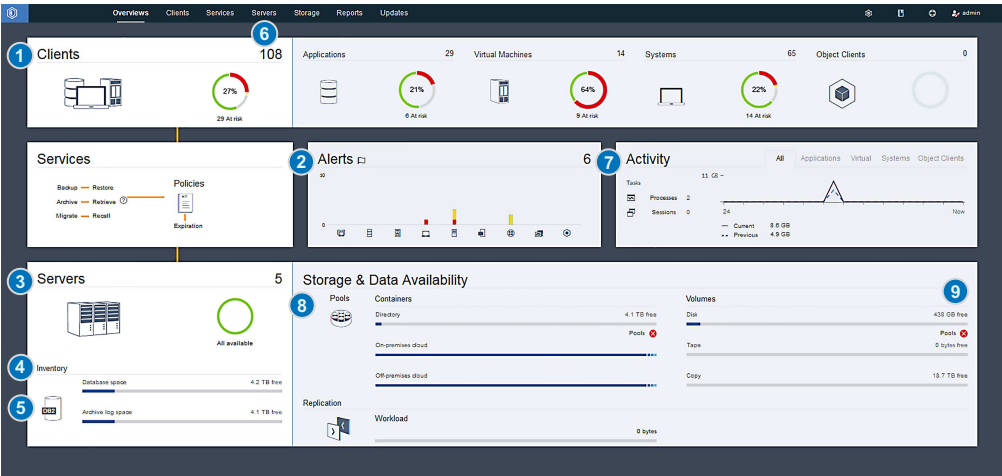 Overviews Clients Services Servers Storage Reports Updates admin
6
1 Clients 108
27%
29 At risk
Applications 29
21%
6 At risk
Virtual Machines 14
64%
9 At risk
Systems 65
22%
14 At risk
Object Clients 0
Services
Backup Restore
Archive Retrieve ?
Migrate Recall
Policies
Expiration
2 Alerts 6
10
0
7 Activity All Applications Virtual Systems Object Clients
Tasks
Processes 2
Sessions 0
11 GB
0
24 Now
Current 8.6 GB
Previous 4.9 GB
3 Servers 5
All available
4 Inventory
Database space 4.2 TB free
5 DB2 Archive log space 4.1 TB free
Storage & Data Availability
8 Pools Containers
Directory 4.1 TB free
Pools
On-premises cloud
Off-premises cloud
9
Volumes
Disk 438 GB free
Pools
Tape 0 bytes free
Copy 18.7 TB free
Replication
Workload
0 bytes